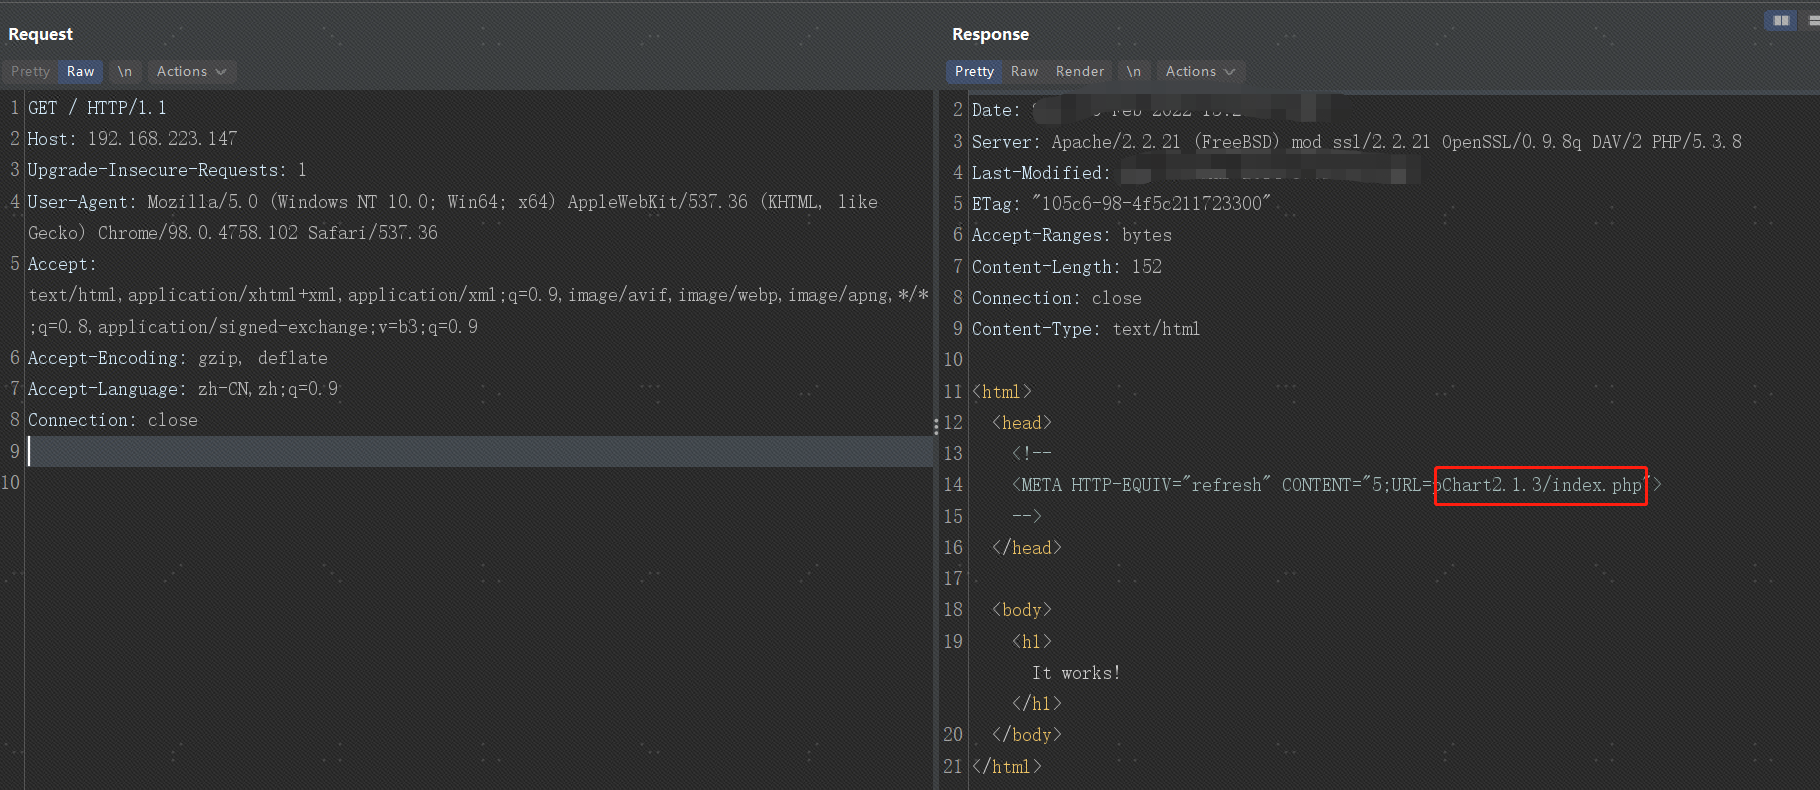 Request
Pretty Raw \n Actions
1 GET / HTTP/1.1
2 Host: 192.168.223.147
3 Upgrade-Insecure-Requests: 1
4 User-Agent: Mozilla/5.0 (Windows NT 10.0; Win64; x64) AppleWebKit/537.36 (KHTML, like
Gecko) Chrome/98.0.4758.102 Safari/537.36
5 Accept:
text/html,application/xhtml+xml,application/xml;q=0.9,image/avif,image/webp,image/apng,*/*
;q=0.8,application/signed-exchange;v=b3;q=0.9
6 Accept-Encoding: gzip, deflate
7 Accept-Language: zh-CN,zh;q=0.9
8 Connection: close
9
10
Response
Pretty Raw Render \n Actions
2 Date: Feb 2022
3 Server: Apache/2.2.21 (FreeBSD) mod_ssl/2.2.21 OpenSSL/0.9.8q DAV/2 PHP/5.3.8
4 Last-Modified:
5 ETag: "105c6-98-4f5c211723300"
6 Accept-Ranges: bytes
7 Content-Length: 152
8 Connection: close
9 Content-Type: text/html
10
11 <html>
12 <head>
13 <!--
14 <META HTTP-EQUIV="refresh" CONTENT="5;URL=pChart2.1.3/index.php">
15 -->
16 </head>
17
18 <body>
19 <h1>
It works!
</h1>
20 </body>
21 </html>